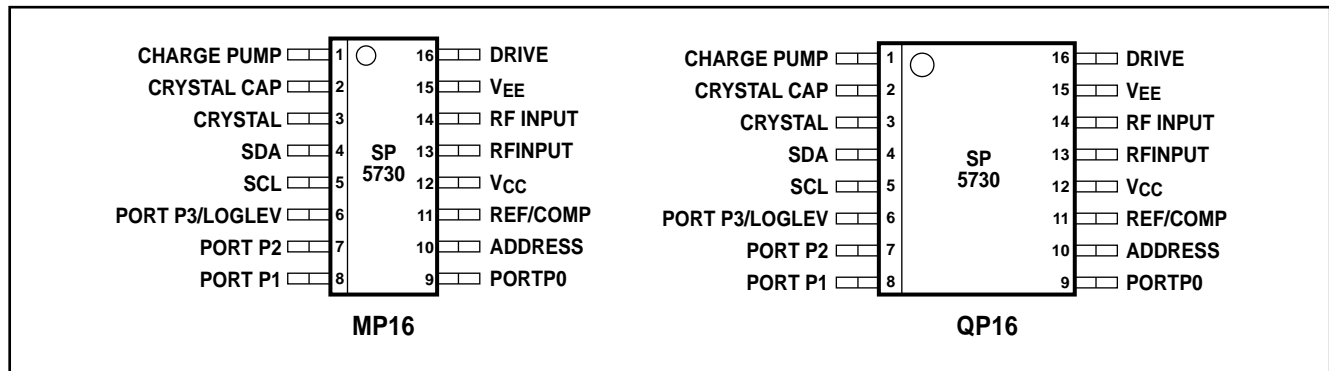 CHARGE PUMP 1 16 DRIVE
CRYSTAL CAP 2 15 VEE
CRYSTAL 3 14 RF INPUT
SDA 4 13 RFINPUT
SCL 5 12 VCC
PORT P3/LOGLEV 6 11 REF/COMP
PORT P2 7 10 ADDRESS
PORT P1 8 9 PORTP0
SP
5730
MP16
CHARGE PUMP 1 16 DRIVE
CRYSTAL CAP 2 15 VEE
CRYSTAL 3 14 RF INPUT
SDA 4 13 RFINPUT
SCL 5 12 VCC
PORT P3/LOGLEV 6 11 REF/COMP
PORT P2 7 10 ADDRESS
PORT P1 8 9 PORTP0
SP
5730
QP16